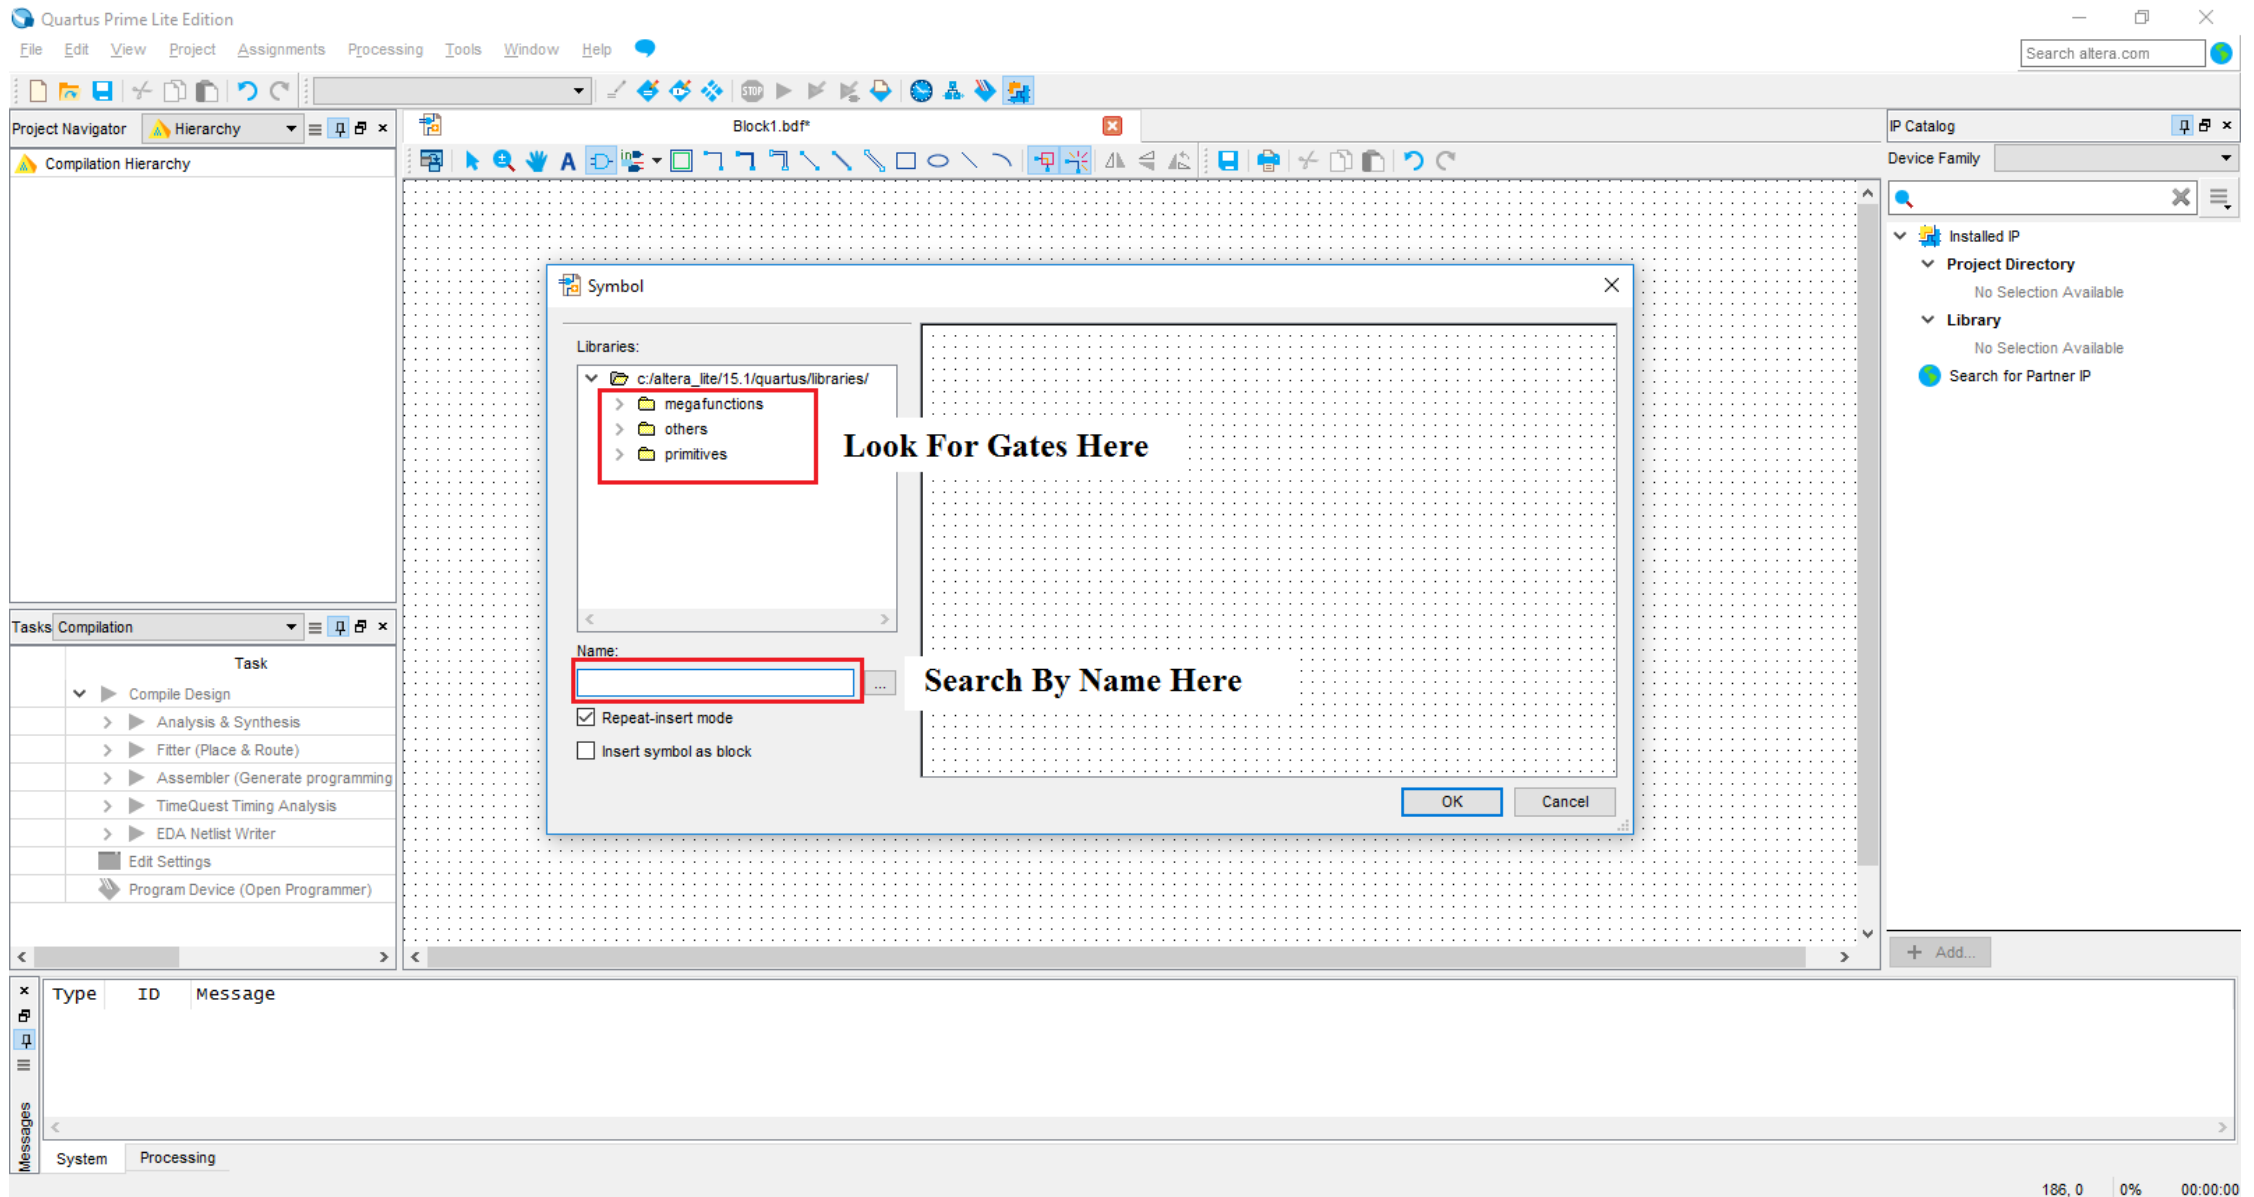 Quartus Prime Lite Edition
File Edit View Project Assignments Processing Tools Window Help
Search altera.com
STOP
Project Navigator Hierarchy
Compilation Hierarchy
Block1.bdf*
A
IP Catalog
Device Family
Installed IP
Project Directory
No Selection Available
Library
No Selection Available
Search for Partner IP
+ Add...
Symbol
Libraries:
c:/altera_lite/15.1/quartus/libraries/
megafunctions
others
primitives
Look For Gates Here
Name:
...
Search By Name Here
Repeat-insert mode
Insert symbol as block
OK Cancel
Tasks Compilation
Task
Compile Design
Analysis & Synthesis
Fitter (Place & Route)
Assembler (Generate programming
TimeQuest Timing Analysis
EDA Netlist Writer
Edit Settings
Program Device (Open Programmer)
Type ID Message
Messages
System Processing
186, 0 0% 00:00:00